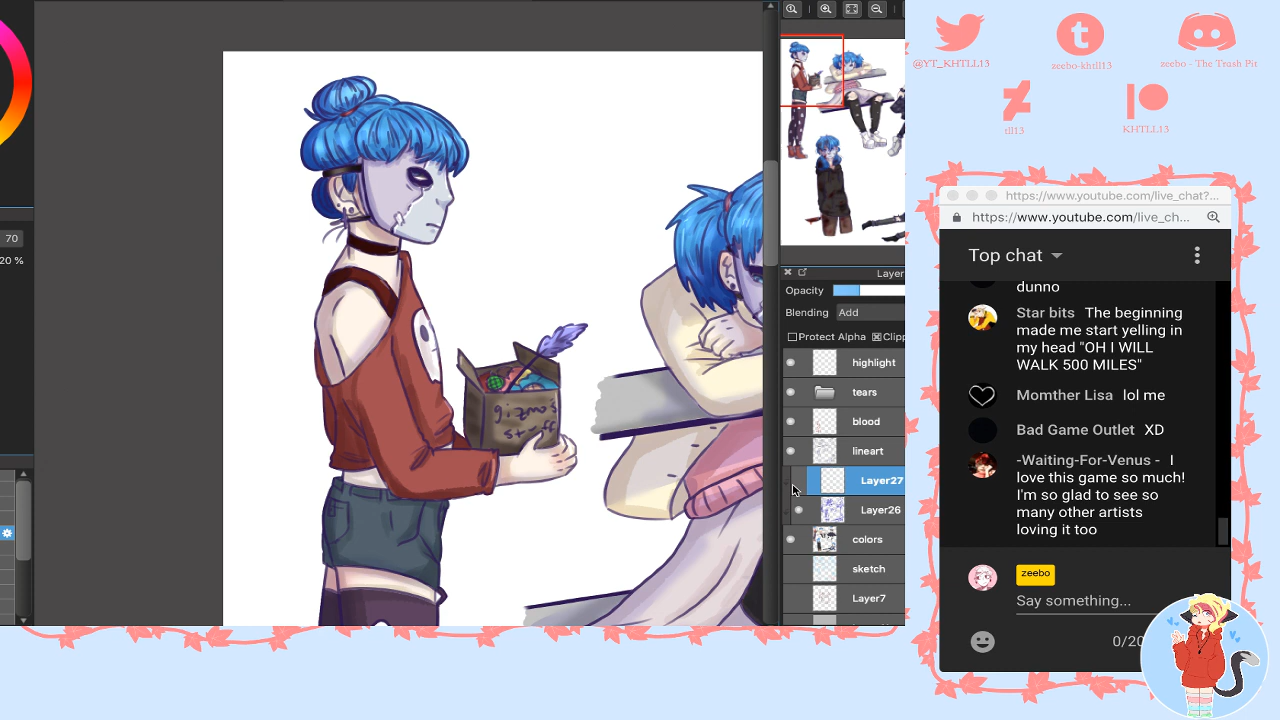 70
20 %
gizmos
stuff
Layer
Opacity
Blending Add
Protect Alpha Clipp
highlight
tears
blood
lineart
Layer27
Layer26
colors
sketch
Layer7
@YT_KHTLL13
zeebo-khtll13
zeebo - The Trash Pit
tll13
KHTLL13
https://www.youtube.com/live_chat?...
https://www.youtube.com/live_ch...
Top chat
dunno
Star bits The beginning
made me start yelling in
my head "OH I WILL
WALK 500 MILES"
Momther Lisa lol me
Bad Game Outlet XD
-Waiting-For-Venus - I
love this game so much!
I'm so glad to see so
many other artists
loving it too
zeebo
Say something...
0/20